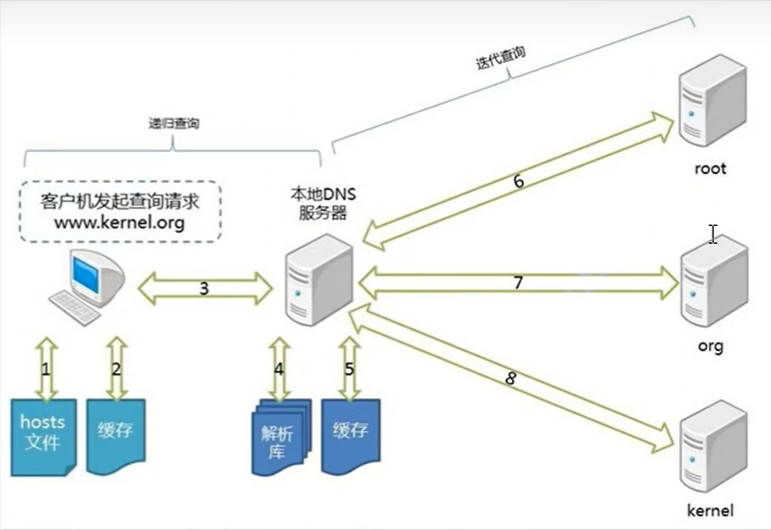 迭代查询
递归查询
客户机发起查询请求
www.kernel.org
本地DNS
服务器
root
6
3
7
org
1
2
4
5
8
hosts
文件
缓存
解析
库
缓存
kernel